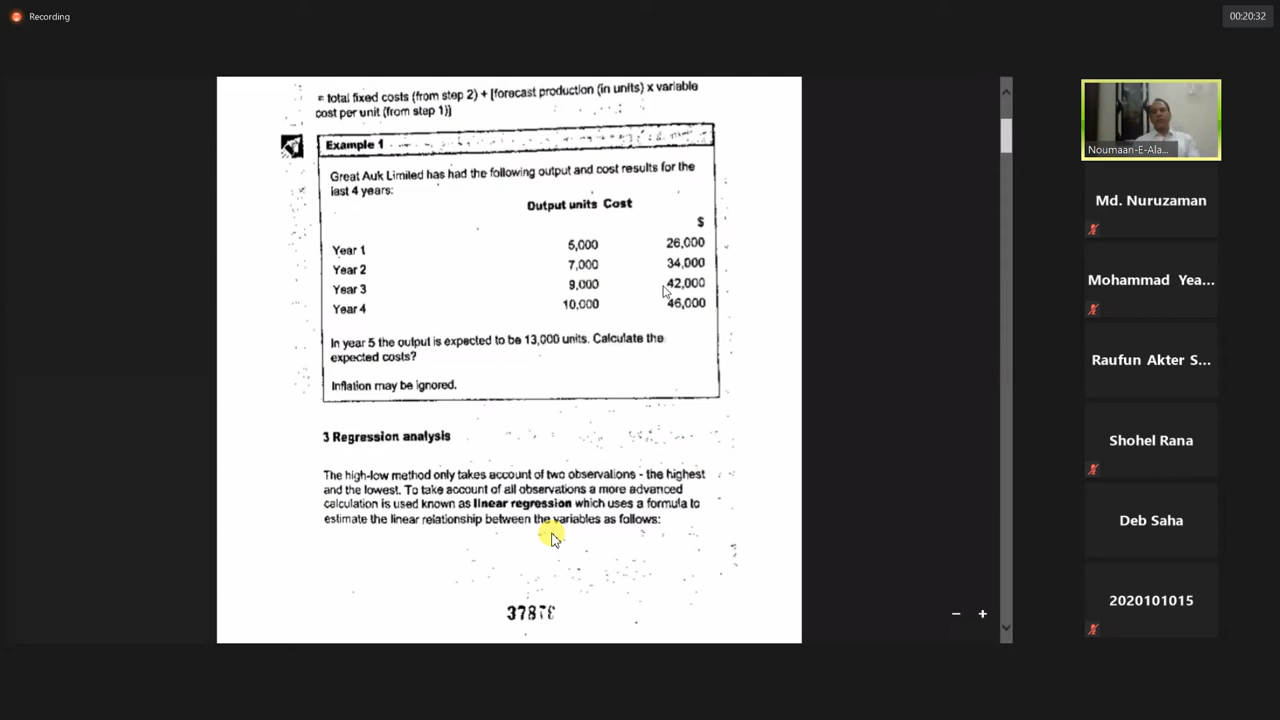 Recording
00:20:32
= total fixed costs (from step 2) + [forecast production (in units) x variable
cost per unit (from step 1)]
Example 1
Great Auk Limited has had the following output and cost results for the
last 4 years:
Output units Cost
$
Year 1 5,000 26,000
Year 2 7,000 34,000
Year 3 9,000 42,000
Year 4 10,000 46,000
In year 5 the output is expected to be 13,000 units. Calculate the
expected costs?
Inflation may be ignored.
3 Regression analysis
The high-low method only takes account of two observations - the highest
and the lowest. To take account of all observations a more advanced
calculation is used known as linear regression which uses a formula to
estimate the linear relationship between the variables as follows:
Noumaan-E-Ala...
Md. Nuruzaman
Mohammad Yea...
Raufun Akter S...
Shohel Rana
Deb Saha
2020101015